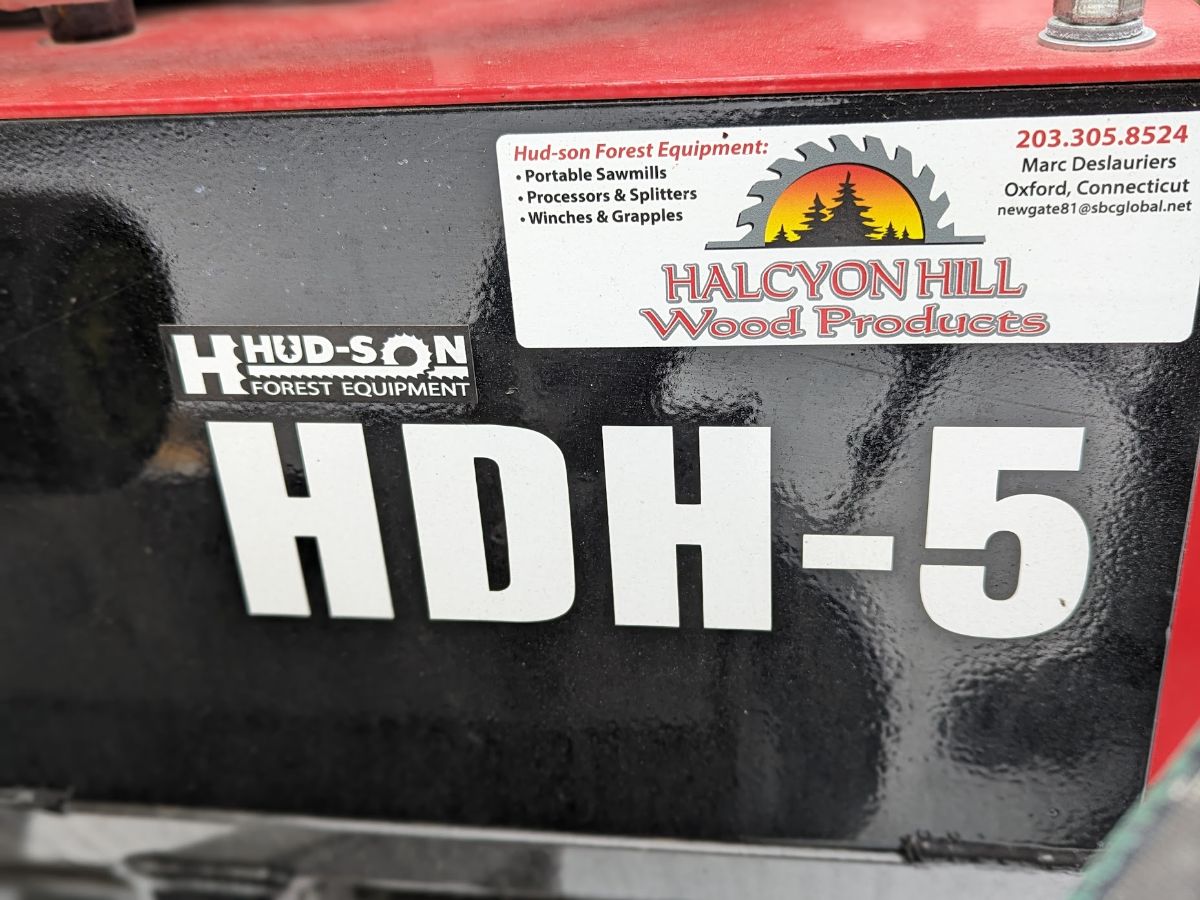 Hud-son Forest Equipment:
• Portable Sawmills
• Processors & Splitters
• Winches & Grapples
203.305.8524
Marc Deslauriers
Oxford, Connecticut
newgate81@sbcglobal.net
HALCYON HILL
Wood Products
H HUD-SON
FOREST EQUIPMENT
HDH-5